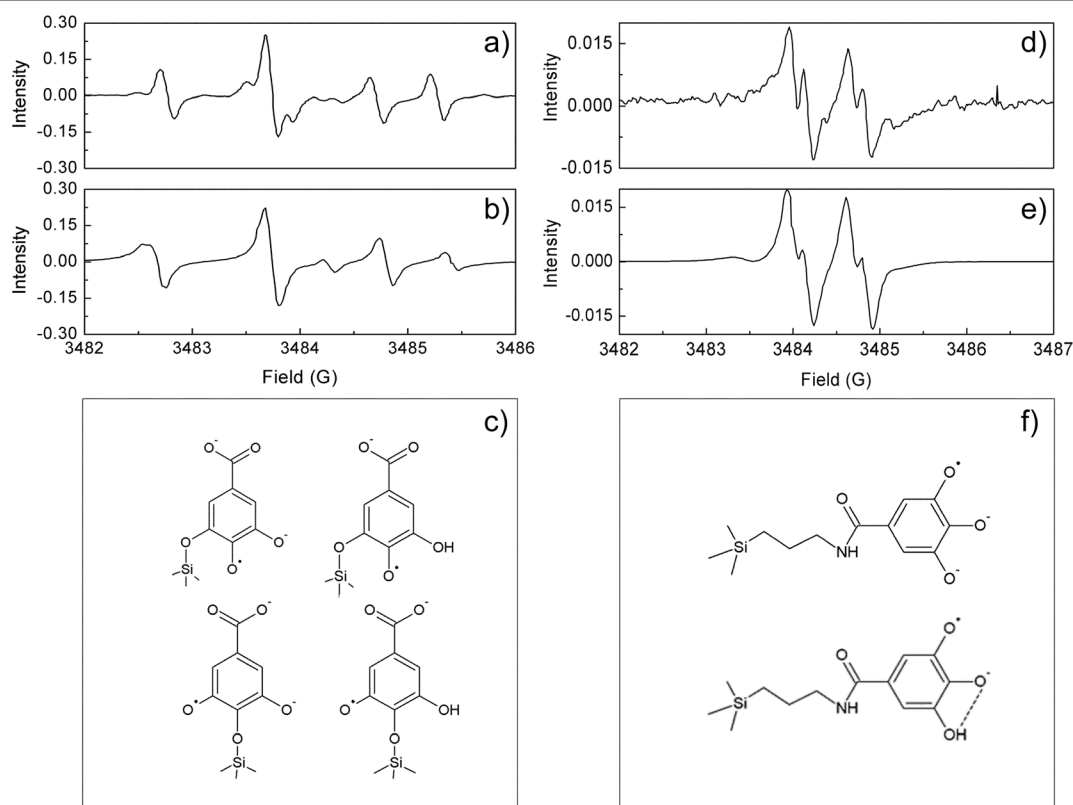 a)
0.30
0.15
0.00
-0.15
-0.30
Intensity
b)
0.30
0.15
0.00
-0.15
-0.30
Intensity
3482 3483 3484 3485 3486
Field (G)
d)
0.015
0.000
-0.015
Intensity
e)
0.015
0.000
-0.015
Intensity
3482 3483 3484 3485 3486 3487
Field (G)
c)
O- O O- O
O O- O OH
Si O• Si O•
O O- O O-
O• O- O• OH
O O
Si Si
f)
O•
O
O-
Si NH
O-
O•
O
O-
Si NH
OH